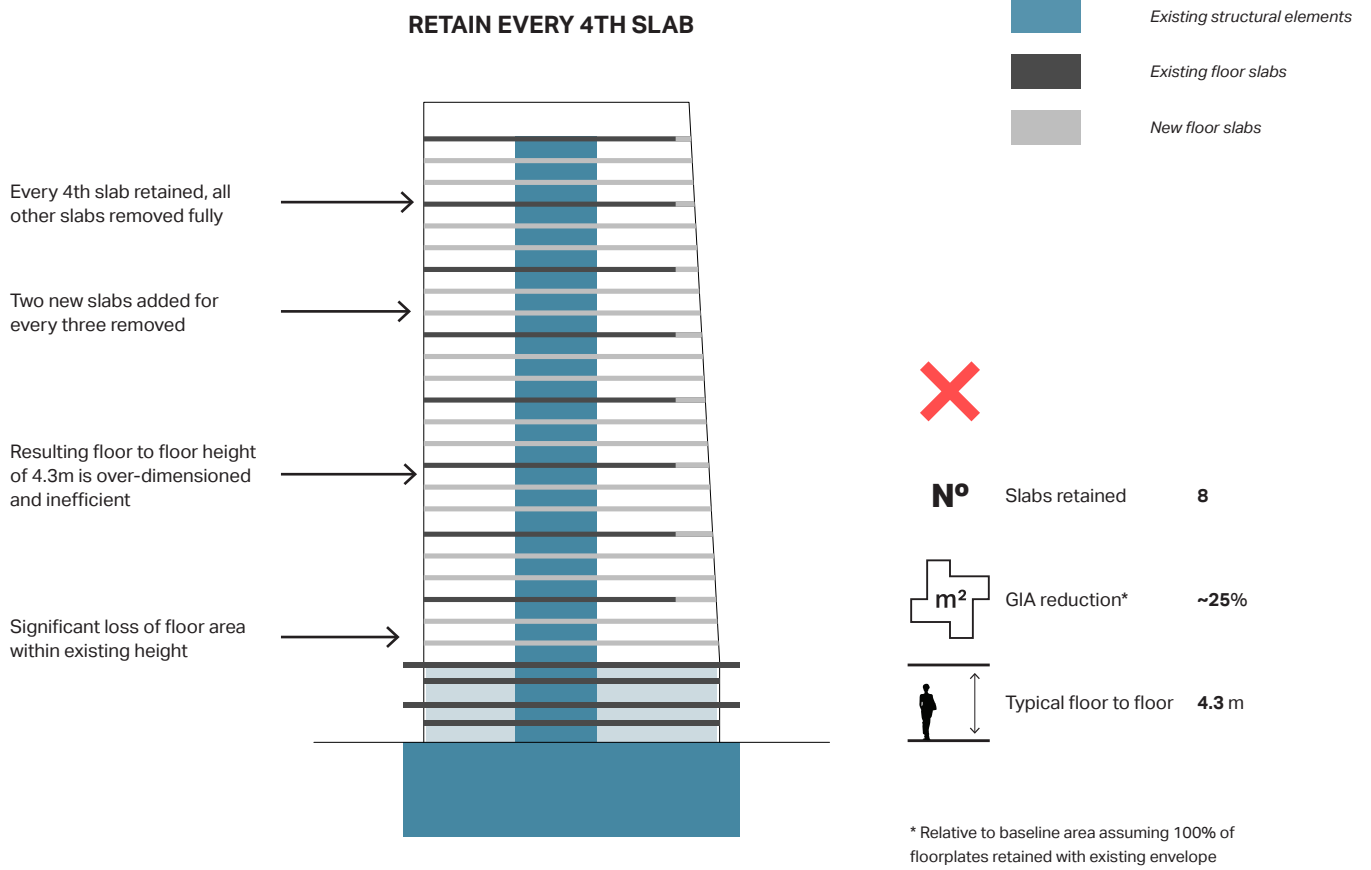 RETAIN EVERY 4TH SLAB
Existing structural elements
Existing floor slabs
New floor slabs
Every 4th slab retained, all
other slabs removed fully
Two new slabs added for
every three removed
Resulting floor to floor height
of 4.3m is over-dimensioned
and inefficient
Significant loss of floor area
within existing height
Nº Slabs retained 8
m² GIA reduction* ~25%
Typical floor to floor 4.3 m
* Relative to baseline area assuming 100% of
floorplates retained with existing envelope